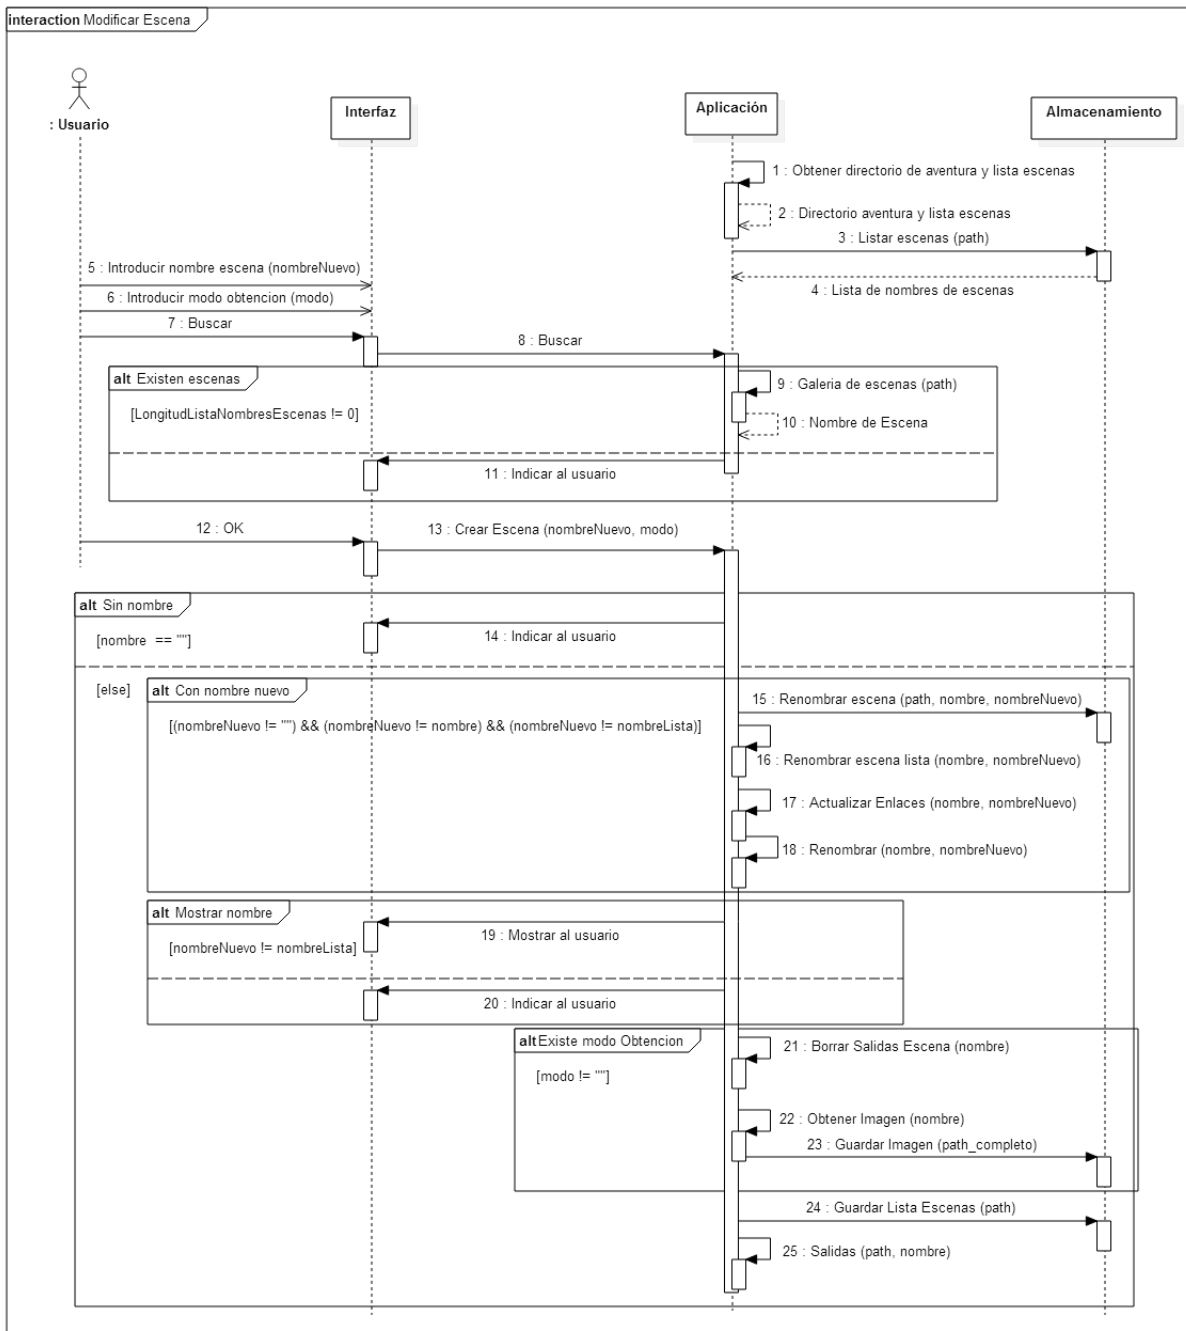 interaction Modificar Escena
: Usuario
Interfaz
Aplicación
Almacenamiento
1 : Obtener directorio de aventura y lista escenas
2 : Directorio aventura y lista escenas
3 : Listar escenas (path)
4 : Lista de nombres de escenas
5 : Introducir nombre escena (nombreNuevo)
6 : Introducir modo obtencion (modo)
7 : Buscar
8 : Buscar
alt Existen escenas
[LongitudListaNombresEscenas != 0]
9 : Galeria de escenas (path)
10 : Nombre de Escena
11 : Indicar al usuario
12 : OK
13 : Crear Escena (nombreNuevo, modo)
alt Sin nombre
[nombre == ""]
14 : Indicar al usuario
[else]
alt Con nombre nuevo
[(nombreNuevo != "") && (nombreNuevo != nombre) && (nombreNuevo != nombreLista)]
15 : Renombrar escena (path, nombre, nombreNuevo)
16 : Renombrar escena lista (nombre, nombreNuevo)
17 : Actualizar Enlaces (nombre, nombreNuevo)
18 : Renombrar (nombre, nombreNuevo)
alt Mostrar nombre
[nombreNuevo != nombreLista]
19 : Mostrar al usuario
20 : Indicar al usuario
alt Existe modo Obtencion
[modo != ""]
21 : Borrar Salidas Escena (nombre)
22 : Obtener Imagen (nombre)
23 : Guardar Imagen (path_completo)
24 : Guardar Lista Escenas (path)
25 : Salidas (path, nombre)